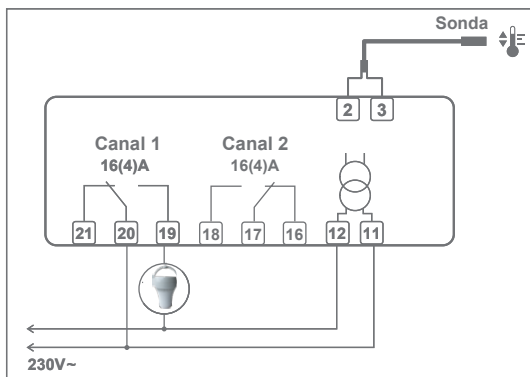 Sonda
2 3
Canal 1 Canal 2
16(4)A 16(4)A
21 20 19 18 17 16 12 11
230V~